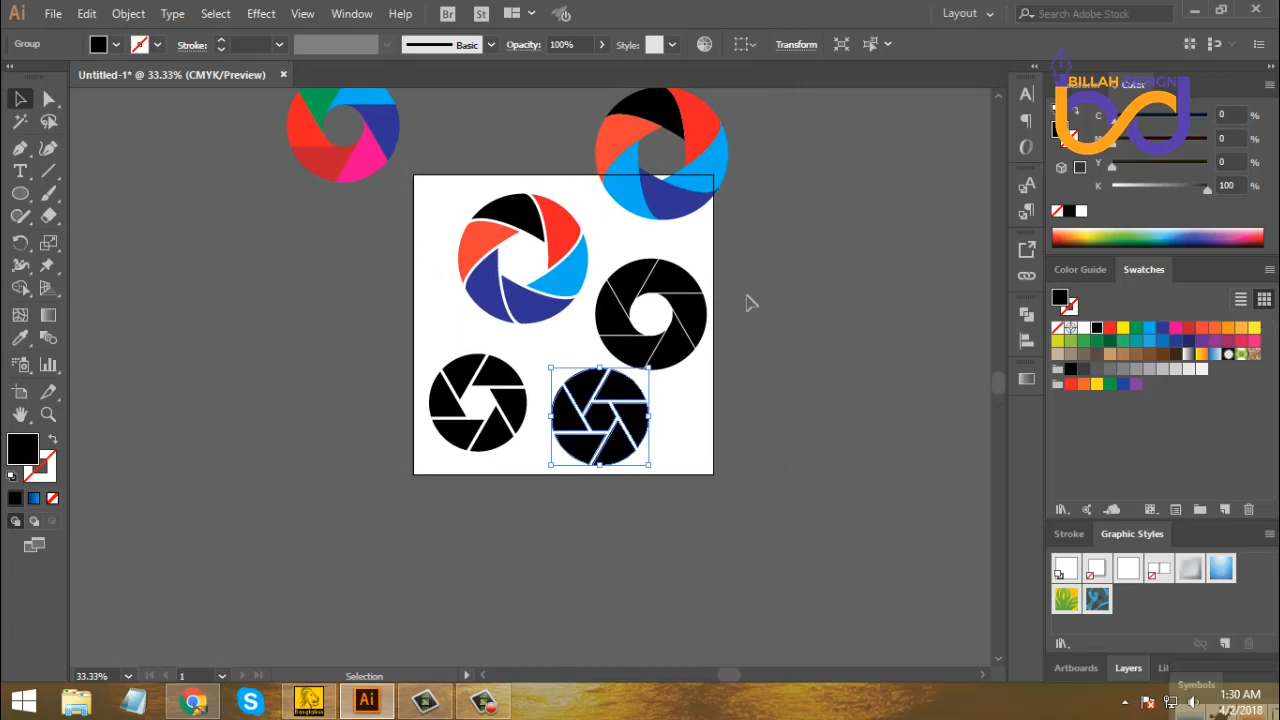 Ai File Edit Object Type Select Effect View Window Help Br St Layout Search Adobe Stock
Group Stroke: Basic Opacity: 100% Style: Transform
Untitled-1* @ 33.33% (CMYK/Preview) ×
BILLAH DESIGN
Color
C 0 %
M 0 %
Y 0 %
K 100 %
Color Guide Swatches
Stroke Graphic Styles
Artboards Layers
Symbols
33.33% 1 Selection
Ai
1:30 AM
4/2/2018